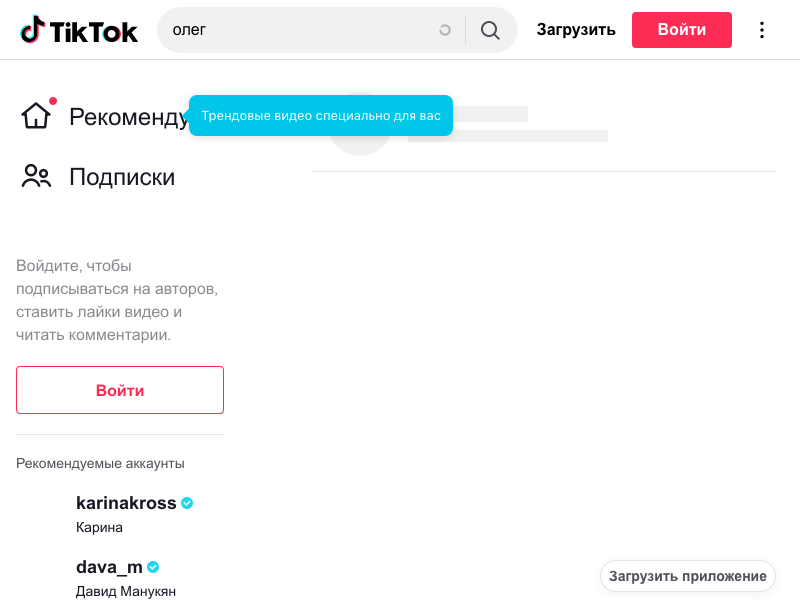 TikTok
олег
Загрузить
Войти
Рекоменду
Трендовые видео специально для вас
Подписки
Войдите, чтобы
подписываться на авторов,
ставить лайки видео и
читать комментарии.
Войти
Рекомендуемые аккаунты
karinakross
Карина
dava_m
Давид Манукян
Загрузить приложение